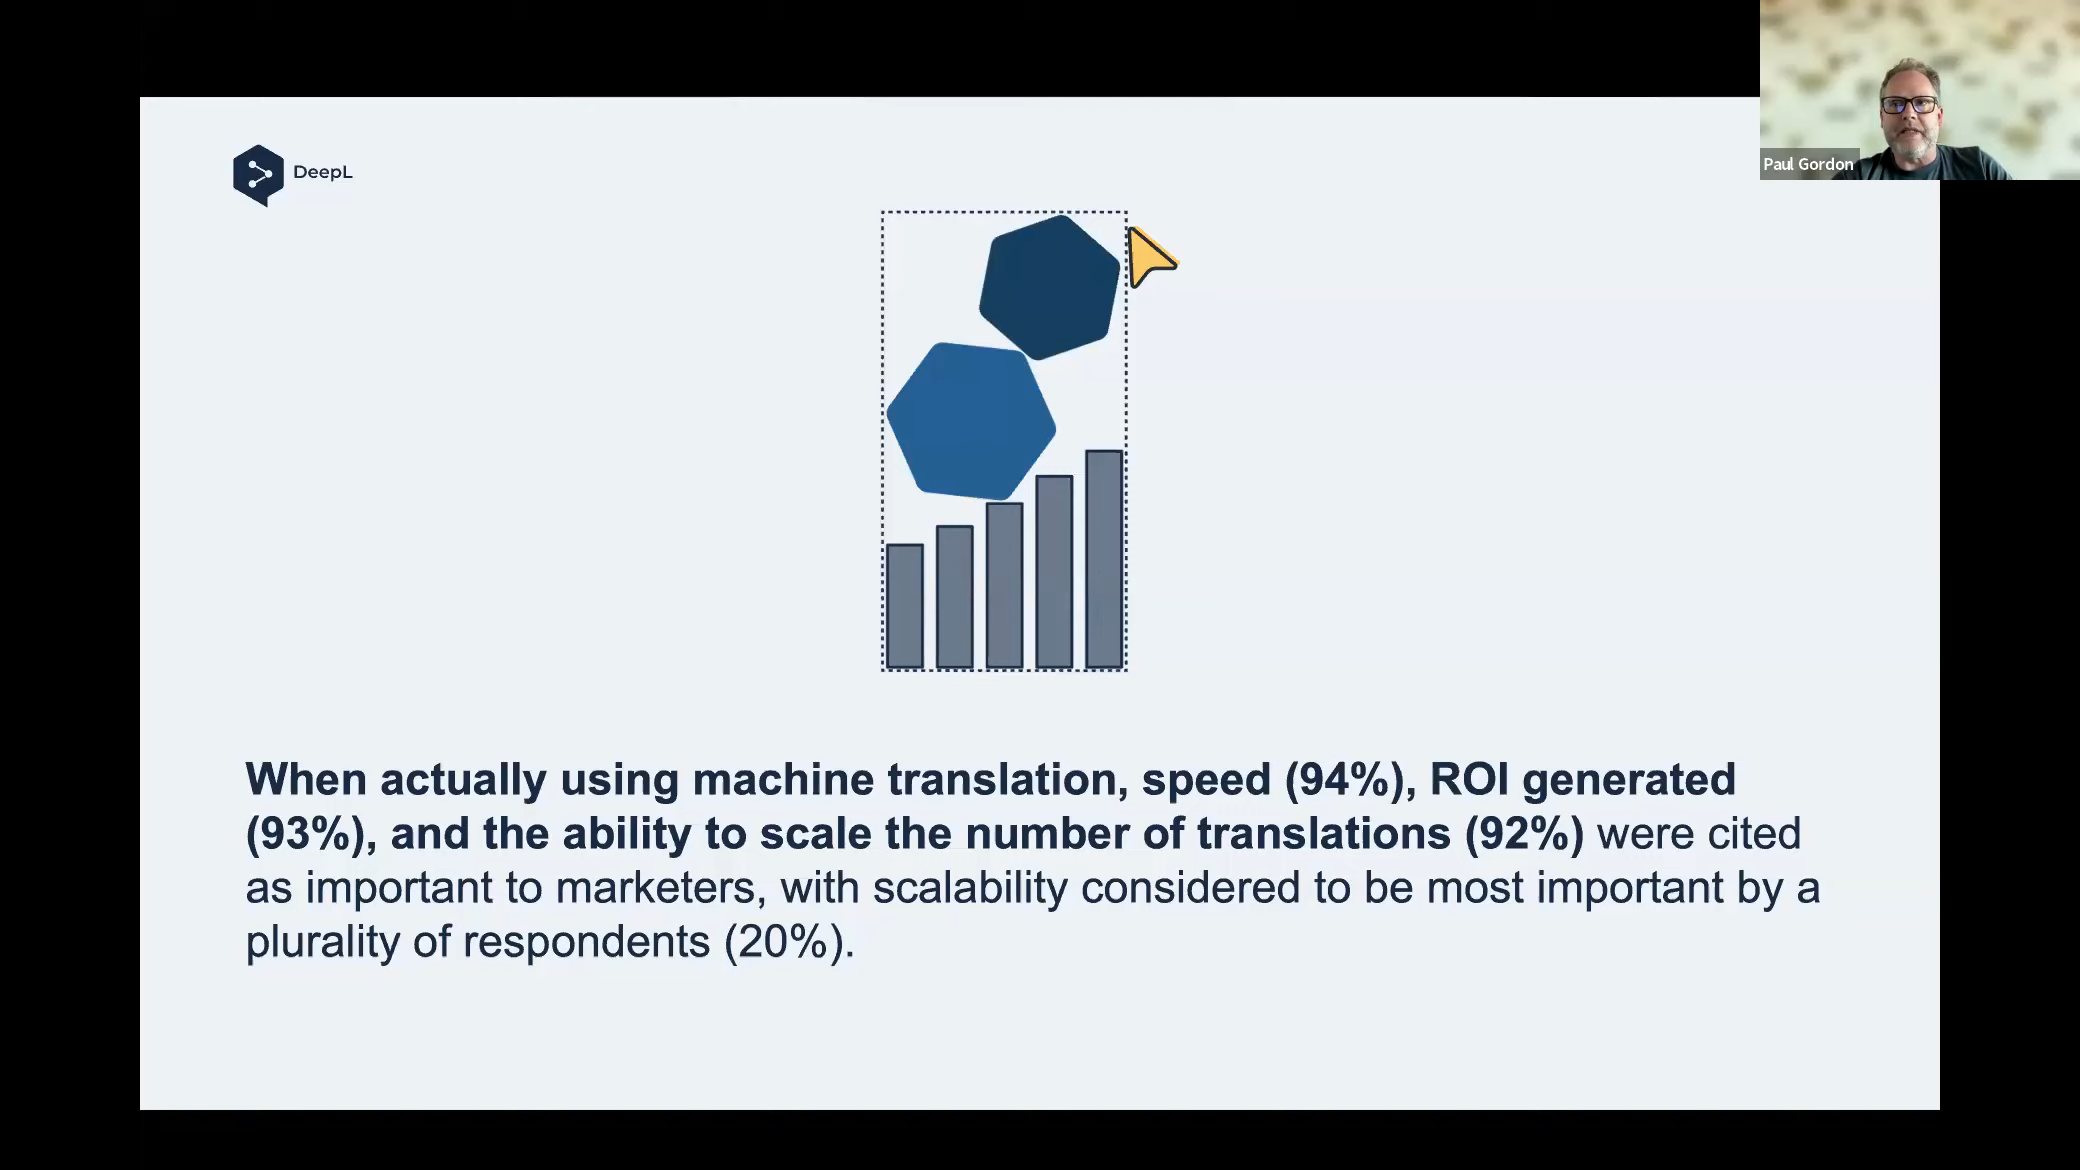 DeepL
Paul Gordon
When actually using machine translation, speed (94%), ROI generated
(93%), and the ability to scale the number of translations (92%) were cited
as important to marketers, with scalability considered to be most important by a
plurality of respondents (20%).